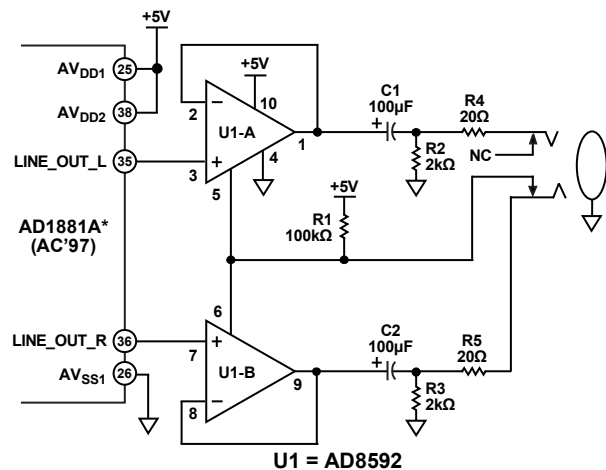 +5V
AVDD1 25
AVDD2 38
LINE_OUT_L 35
AD1881A*
(AC'97)
LINE_OUT_R 36
AVSS1 26
+5V
2
−
10
U1-A
1
+
3
4
5
C1
100µF
+
R4
20Ω
R2
2kΩ
NC
+5V
R1
100kΩ
6
7
+
U1-B
9
8
−
C2
100µF
+
R5
20Ω
R3
2kΩ
U1 = AD8592